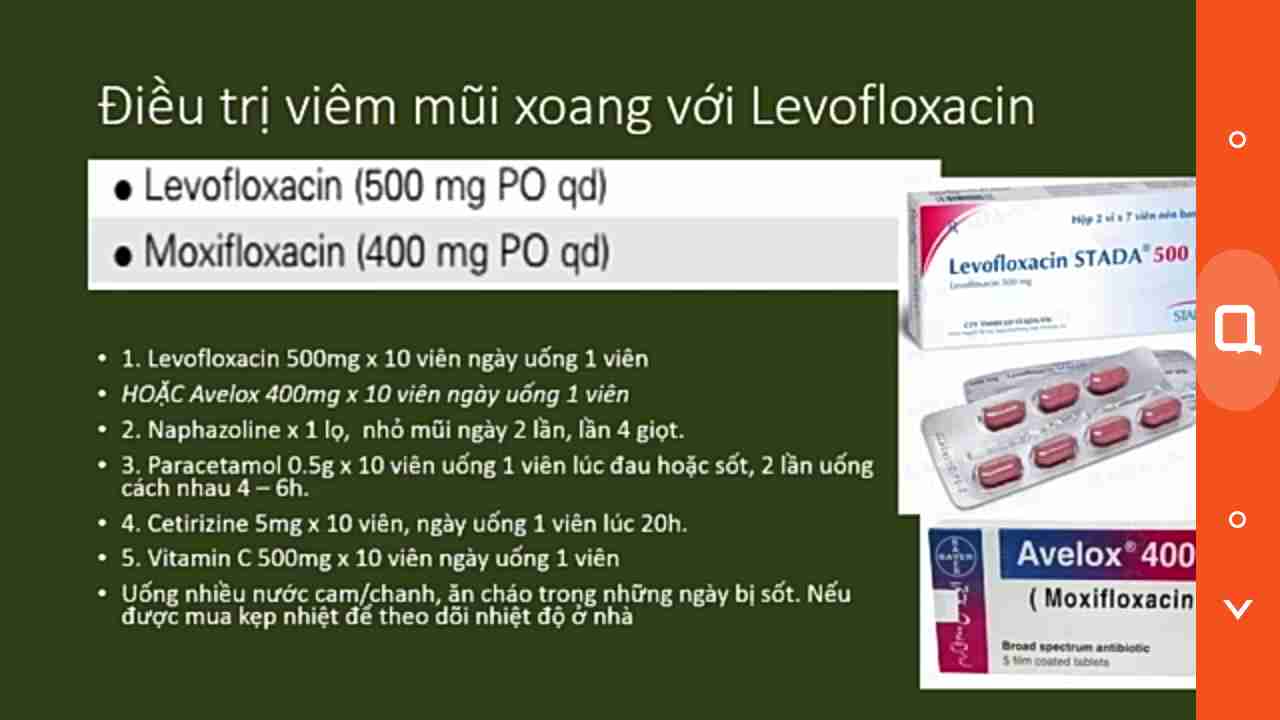 Điều trị viêm mũi xoang với Levofloxacin
● Levofloxacin (500 mg PO qd)
● Moxifloxacin (400 mg PO qd)
• 1. Levofloxacin 500mg x 10 viên ngày uống 1 viên
• HOẶC Avelox 400mg x 10 viên ngày uống 1 viên
• 2. Naphazoline x 1 lọ, nhỏ mũi ngày 2 lần, lần 4 giọt.
• 3. Paracetamol 0.5g x 10 viên uống 1 viên lúc đau hoặc sốt, 2 lần uống
cách nhau 4 – 6h.
• 4. Cetirizine 5mg x 10 viên, ngày uống 1 viên lúc 20h.
• 5. Vitamin C 500mg x 10 viên ngày uống 1 viên
• Uống nhiều nước cam/chanh, ăn cháo trong những ngày bị sốt. Nếu
được mua kẹp nhiệt để theo dõi nhiệt độ ở nhà
Hộp 2 vỉ x 7 viên nén
Levofloxacin STADA® 500
Levofloxacin 500 mg
BAYER
Avelox® 400
( Moxifloxacin
Broad spectrum antibiotic
5 film coated tablets